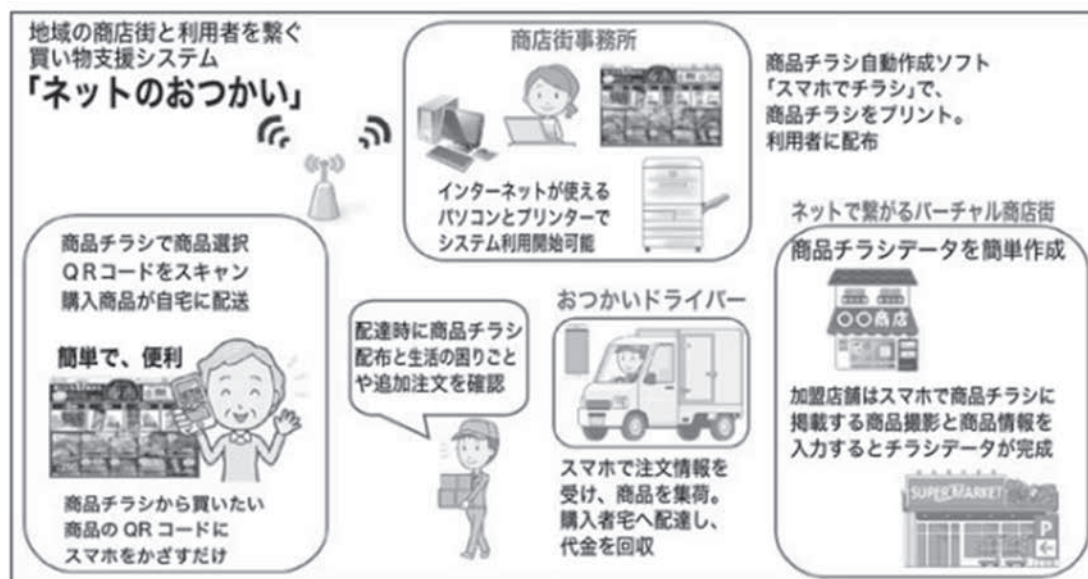 地域の商店街と利用者を繋ぐ
買い物支援システム
「ネットのおつかい」
商店街事務所
インターネットが使える
パソコンとプリンターで
システム利用開始可能
商品チラシ自動作成ソフト
「スマホでチラシ」で、
商品チラシをプリント。
利用者に配布
商品チラシで商品選択
QRコードをスキャン
購入商品が自宅に配送
簡単で、便利
商品チラシから買いたい
商品の QR コードに
スマホをかざすだけ
配達時に商品チラシ
配布と生活の困りごと
や追加注文を確認
おつかいドライバー
スマホで注文情報を
受け、商品を集荷。
購入者宅へ配達し、
代金を回収
ネットで繋がるバーチャル商店街
商品チラシデータを簡単作成
〇〇商店
加盟店舗はスマホで商品チラシに
掲載する商品撮影と商品情報を
入力するとチラシデータが完成
SUPER MARKET
P